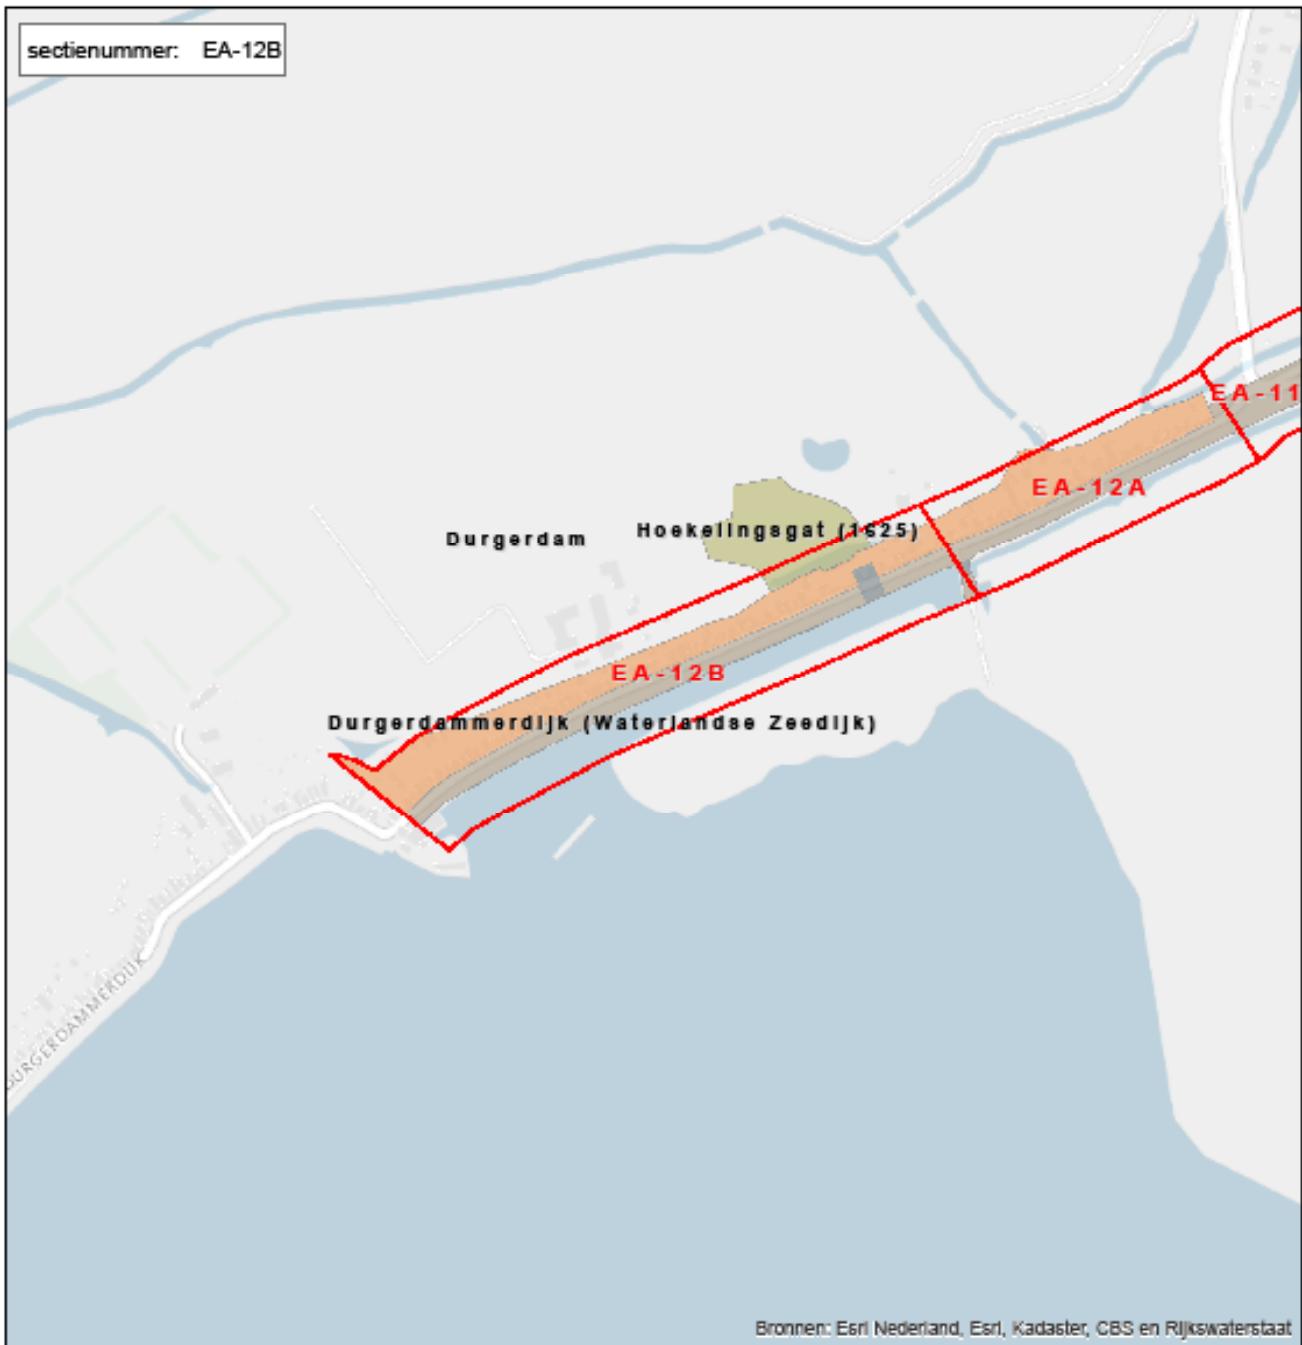 sectienummer: EA-12B
EA-11
EA-12A
Durgerdam
Hoekelingsgat (1625)
EA-12B
Durgerdammerdijk (Waterlandse Zeedijk)
DURGERDAMMERDIJK
Bronnen: Esri Nederland, Esri, Kadaster, CBS en Rijkswaterstaat